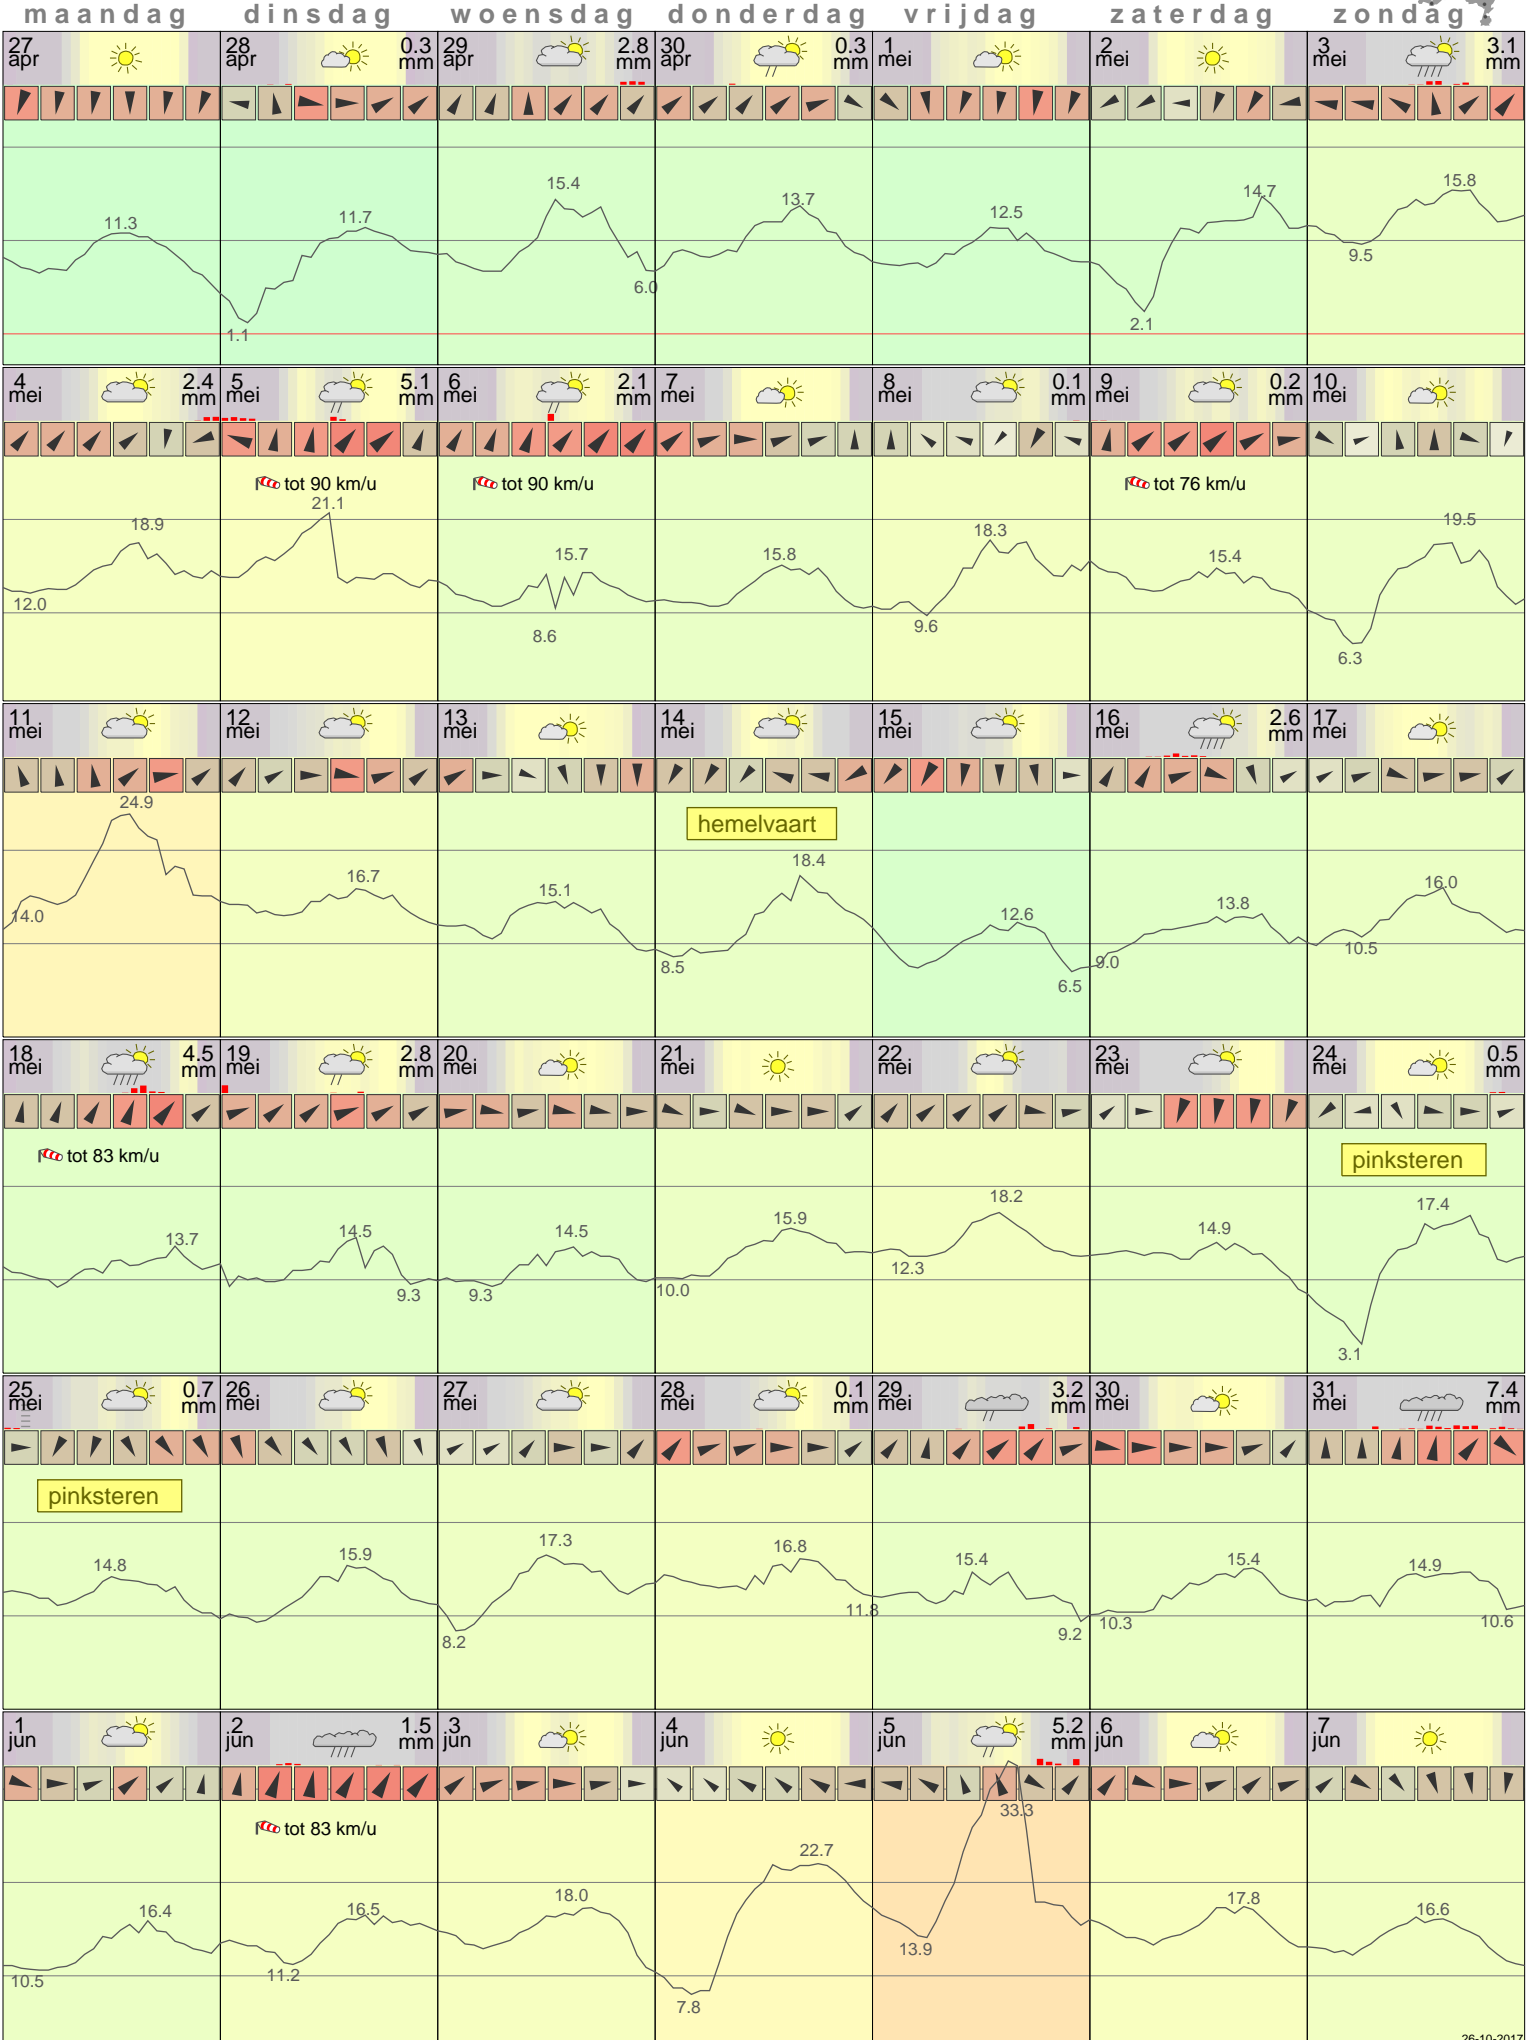 maandag dinsdag woensdag donderdag vrijdag zaterdag zondag
27 apr 28 apr 0.3 mm 29 apr 2.8 mm 30 apr 0.3 mm 1 mei 2 mei 3 mei 3.1 mm
11.3 11.7 15.4 13.7 12.5 14.7 15.8
1.1 6.0 2.1 9.5
4 mei 2.4 mm 5 mei 5.1 mm 6 mei 2.1 mm 7 mei 8 mei 0.1 mm 9 mei 0.2 mm 10 mei
tot 90 km/u tot 90 km/u tot 76 km/u
18.9 21.1 15.7 15.8 18.3 15.4 19.5
12.0 8.6 9.6 6.3
11 mei 12 mei 13 mei 14 mei 15 mei 16 mei 2.6 mm 17 mei
hemelvaart
24.9 16.7 15.1 18.4 12.6 13.8 16.0
14.0 8.5 6.5 9.0 10.5
18 mei 4.5 mm 19 mei 2.8 mm 20 mei 21 mei 22 mei 23 mei 24 mei 0.5 mm
tot 83 km/u pinksteren
13.7 14.5 14.5 15.9 18.2 14.9 17.4
9.3 9.3 10.0 12.3 3.1
25 mei 0.7 mm 26 mei 27 mei 28 mei 0.1 mm 29 mei 3.2 mm 30 mei 31 mei 7.4 mm
pinksteren
14.8 15.9 17.3 16.8 15.4 15.4 14.9
8.2 11.8 9.2 10.3 10.6
1 jun 2 jun 1.5 mm 3 jun 4 jun 5 jun 5.2 mm 6 jun 7 jun
tot 83 km/u
16.4 16.5 18.0 22.7 33.3 17.8 16.6
10.5 11.2 7.8 13.9
26-10-2017